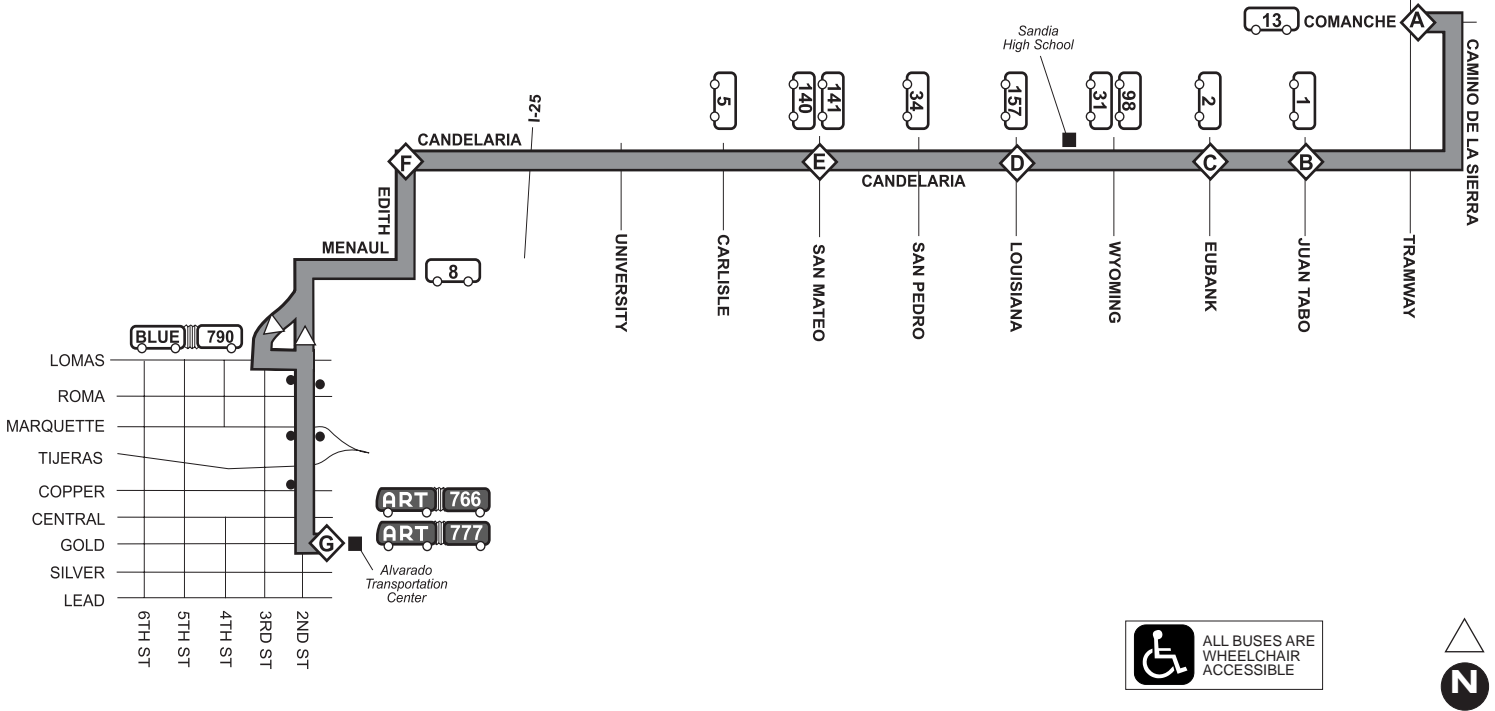 13
COMANCHE
A
Sandia
High School
CAMINO DE LA SIERRA
5
140
141
34
157
31
98
2
1
I-25
CANDELARIA
F
E
D
C
B
CANDELARIA
EDITH
MENAUL
8
UNIVERSITY
CARLISLE
SAN MATEO
SAN PEDRO
LOUISIANA
WYOMING
EUBANK
JUAN TABO
TRAMWAY
BLUE 790
LOMAS
ROMA
MARQUETTE
TIJERAS
COPPER
CENTRAL
GOLD
SILVER
LEAD
ART 766
ART 777
G
Alvarado
Transportation
Center
6TH ST
5TH ST
4TH ST
3RD ST
2ND ST
ALL BUSES ARE
WHEELCHAIR
ACCESSIBLE
N